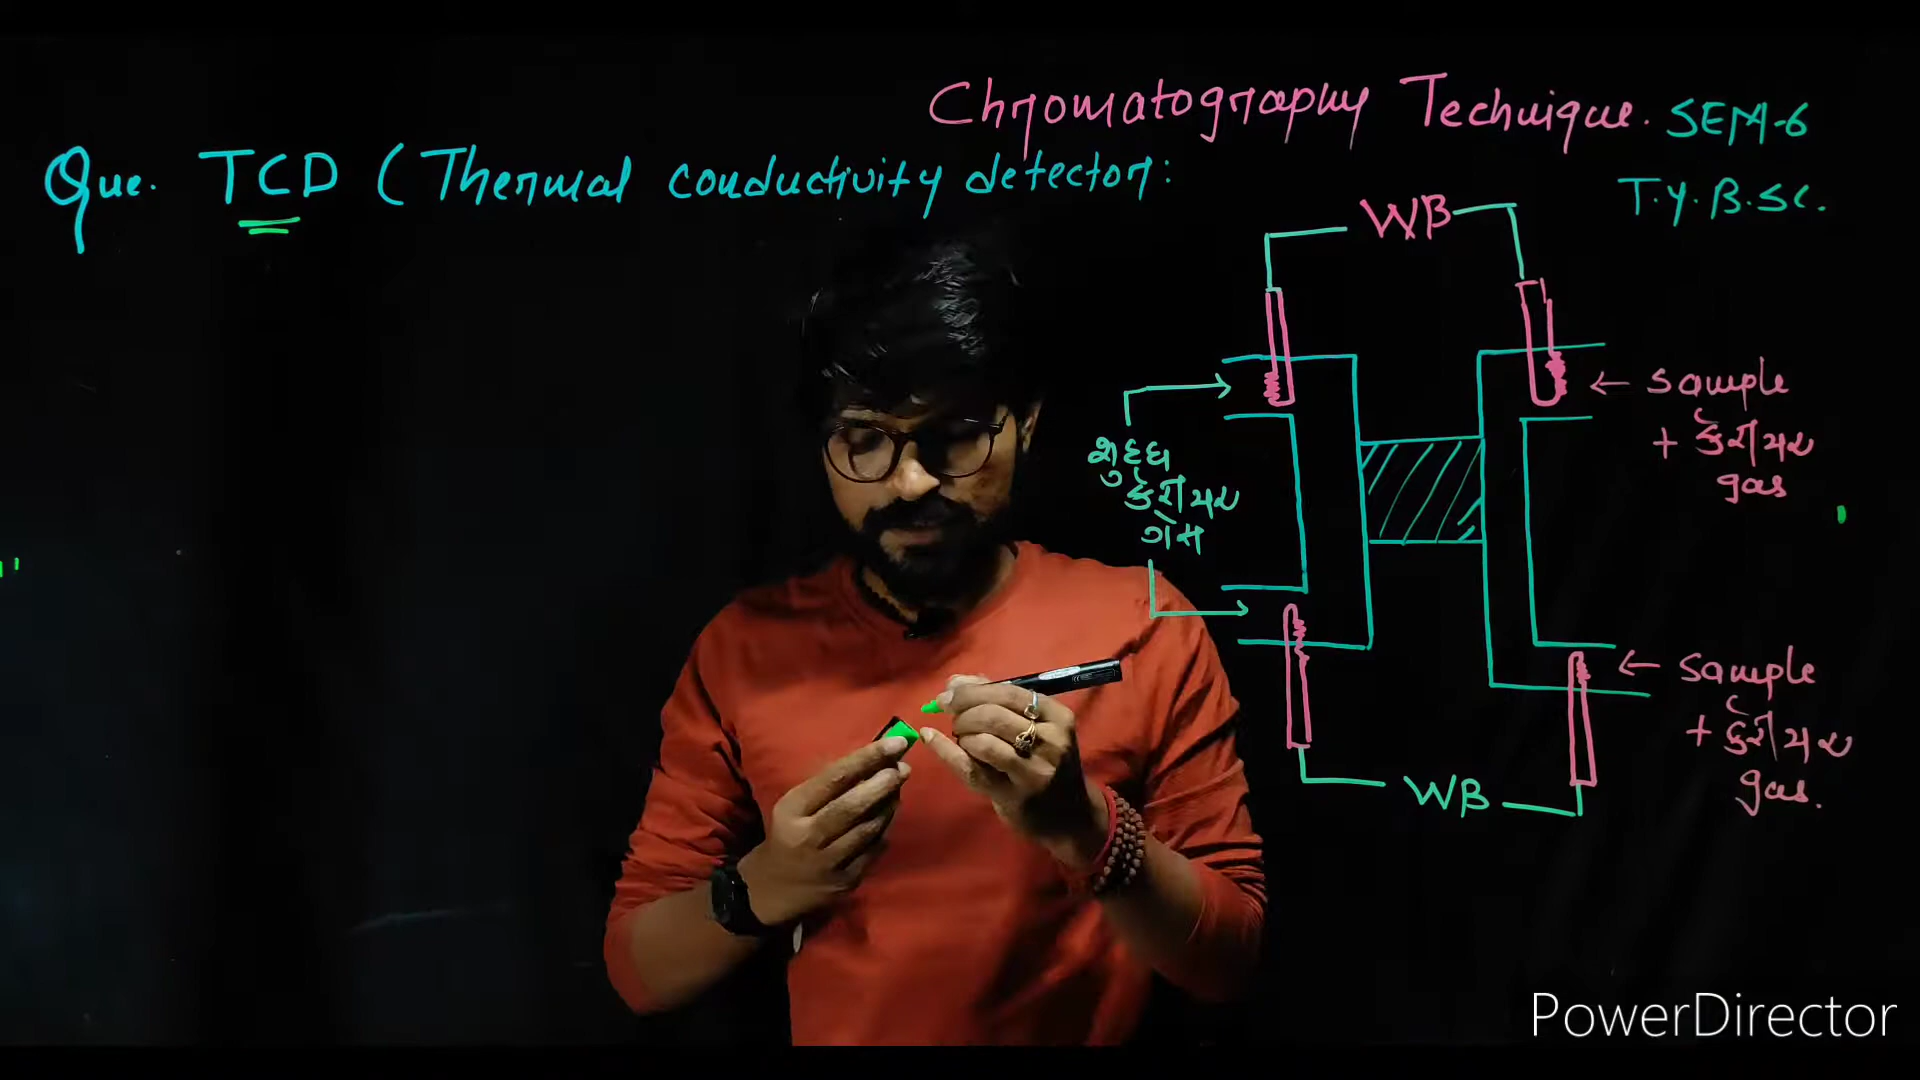 Chromatography Technique. SEM-6
Que. TCD (Thermal conductivity detector:
T.Y.B.Sc.
WB
← sample
+ કેરીયર
gas
શુદ્ધ
કેરીયર
ગેસ
← sample
+ કેરીયર
gas.
WB
PowerDirector